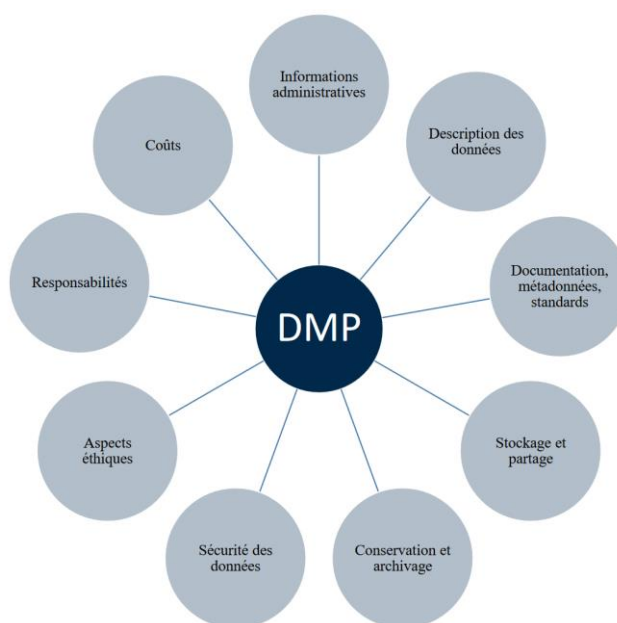 Informations
administratives
Description des
données
Documentation,
métadonnées,
standards
Stockage et
partage
Conservation et
archivage
Sécurité des
données
Aspects
éthiques
Responsabilités
Coûts
DMP